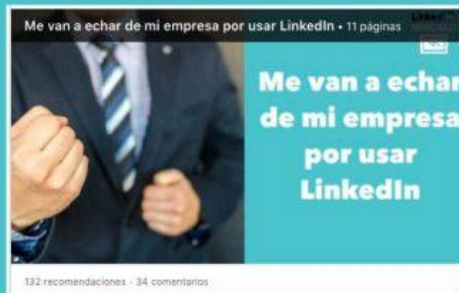 Me van a echar de mi empresa por usar LinkedIn • 11 páginas
Me van a echar
de mi empresa
por usar
LinkedIn
132 recomendaciones - 34 comentarios